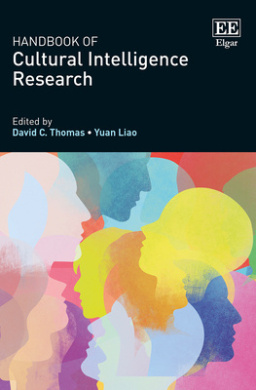 EE
Elgar
HANDBOOK OF
Cultural Intelligence
Research
Edited by
David C. Thomas • Yuan Liao